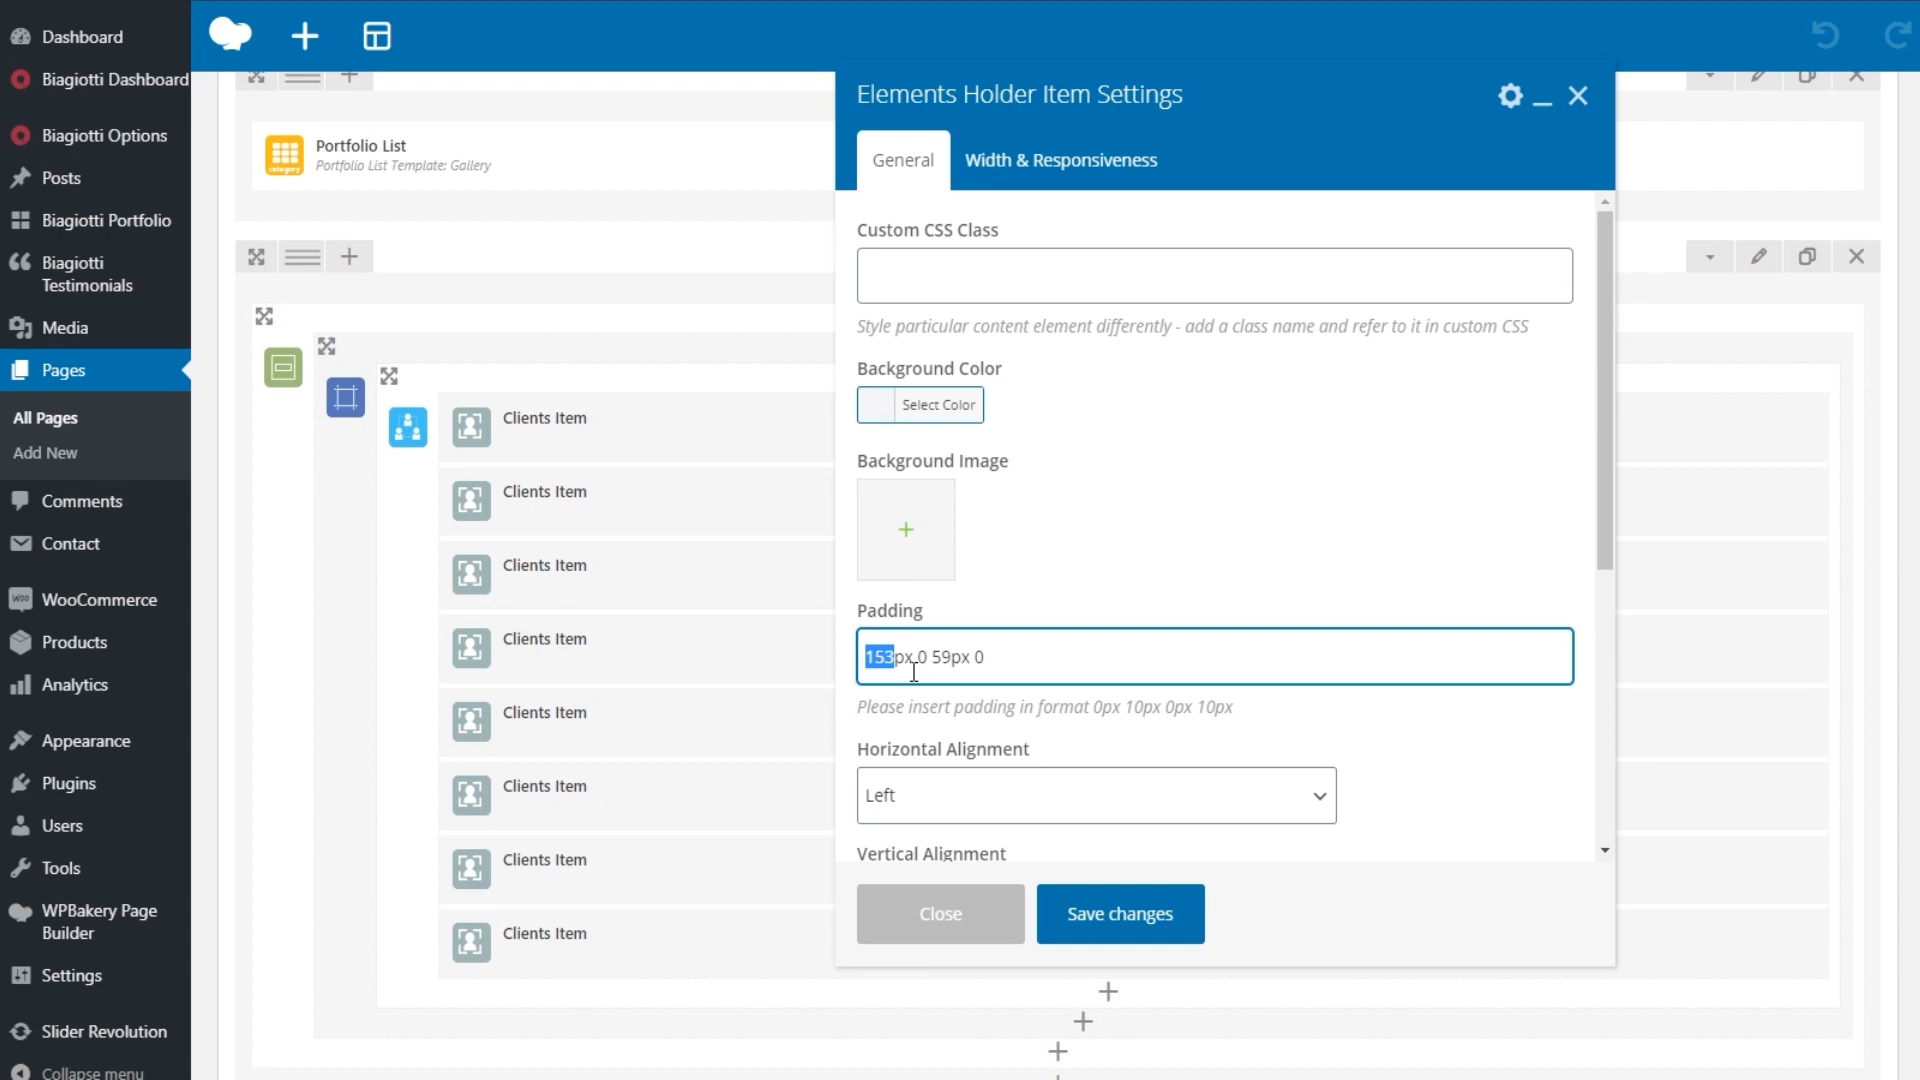 Dashboard
Biagiotti Dashboard
Biagiotti Options
Posts
Biagiotti Portfolio
Biagiotti
Testimonials
Media
Pages
All Pages
Add New
Comments
Contact
WOO
WooCommerce
Products
Analytics
Appearance
Plugins
Users
Tools
WPBakery Page
Builder
Settings
Slider Revolution
Collapse menu
category
Portfolio List
Portfolio List Template: Gallery
Clients Item
Clients Item
Clients Item
Clients Item
Clients Item
Clients Item
Clients Item
Clients Item
Elements Holder Item Settings
General
Width & Responsiveness
Custom CSS Class
Style particular content element differently - add a class name and refer to it in custom CSS
Background Color
Select Color
Background Image
Padding
153px 0 59px 0
Please insert padding in format 0px 10px 0px 10px
Horizontal Alignment
Left
Vertical Alignment
Close
Save changes